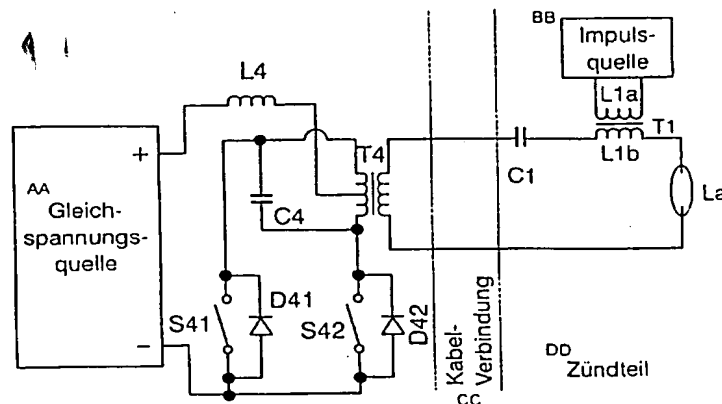 BB
Impuls-
quelle
L4
L1a
T1
+
T4
L1b
AA
Gleich-
spannungs-
quelle
C4
C1
La
S41
D41
S42
D42
Kabel-
Verbindung
CC
DD
Zündteil
−